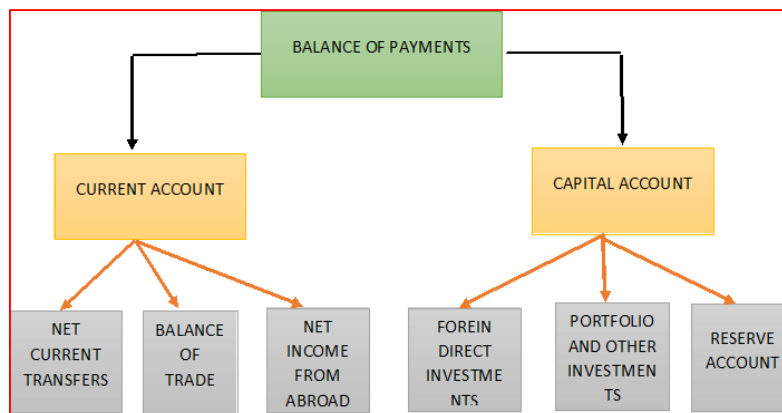 BALANCE OF PAYMENTS
CURRENT ACCOUNT
CAPITAL ACCOUNT
NET
CURRENT
TRANSFERS
BALANCE
OF
TRADE
NET
INCOME
FROM
ABROAD
FOREIN
DIRECT
INVESTME
NTS
PORTFOLIO
AND OTHER
INVESTMEN
TS
RESERVE
ACCOUNT